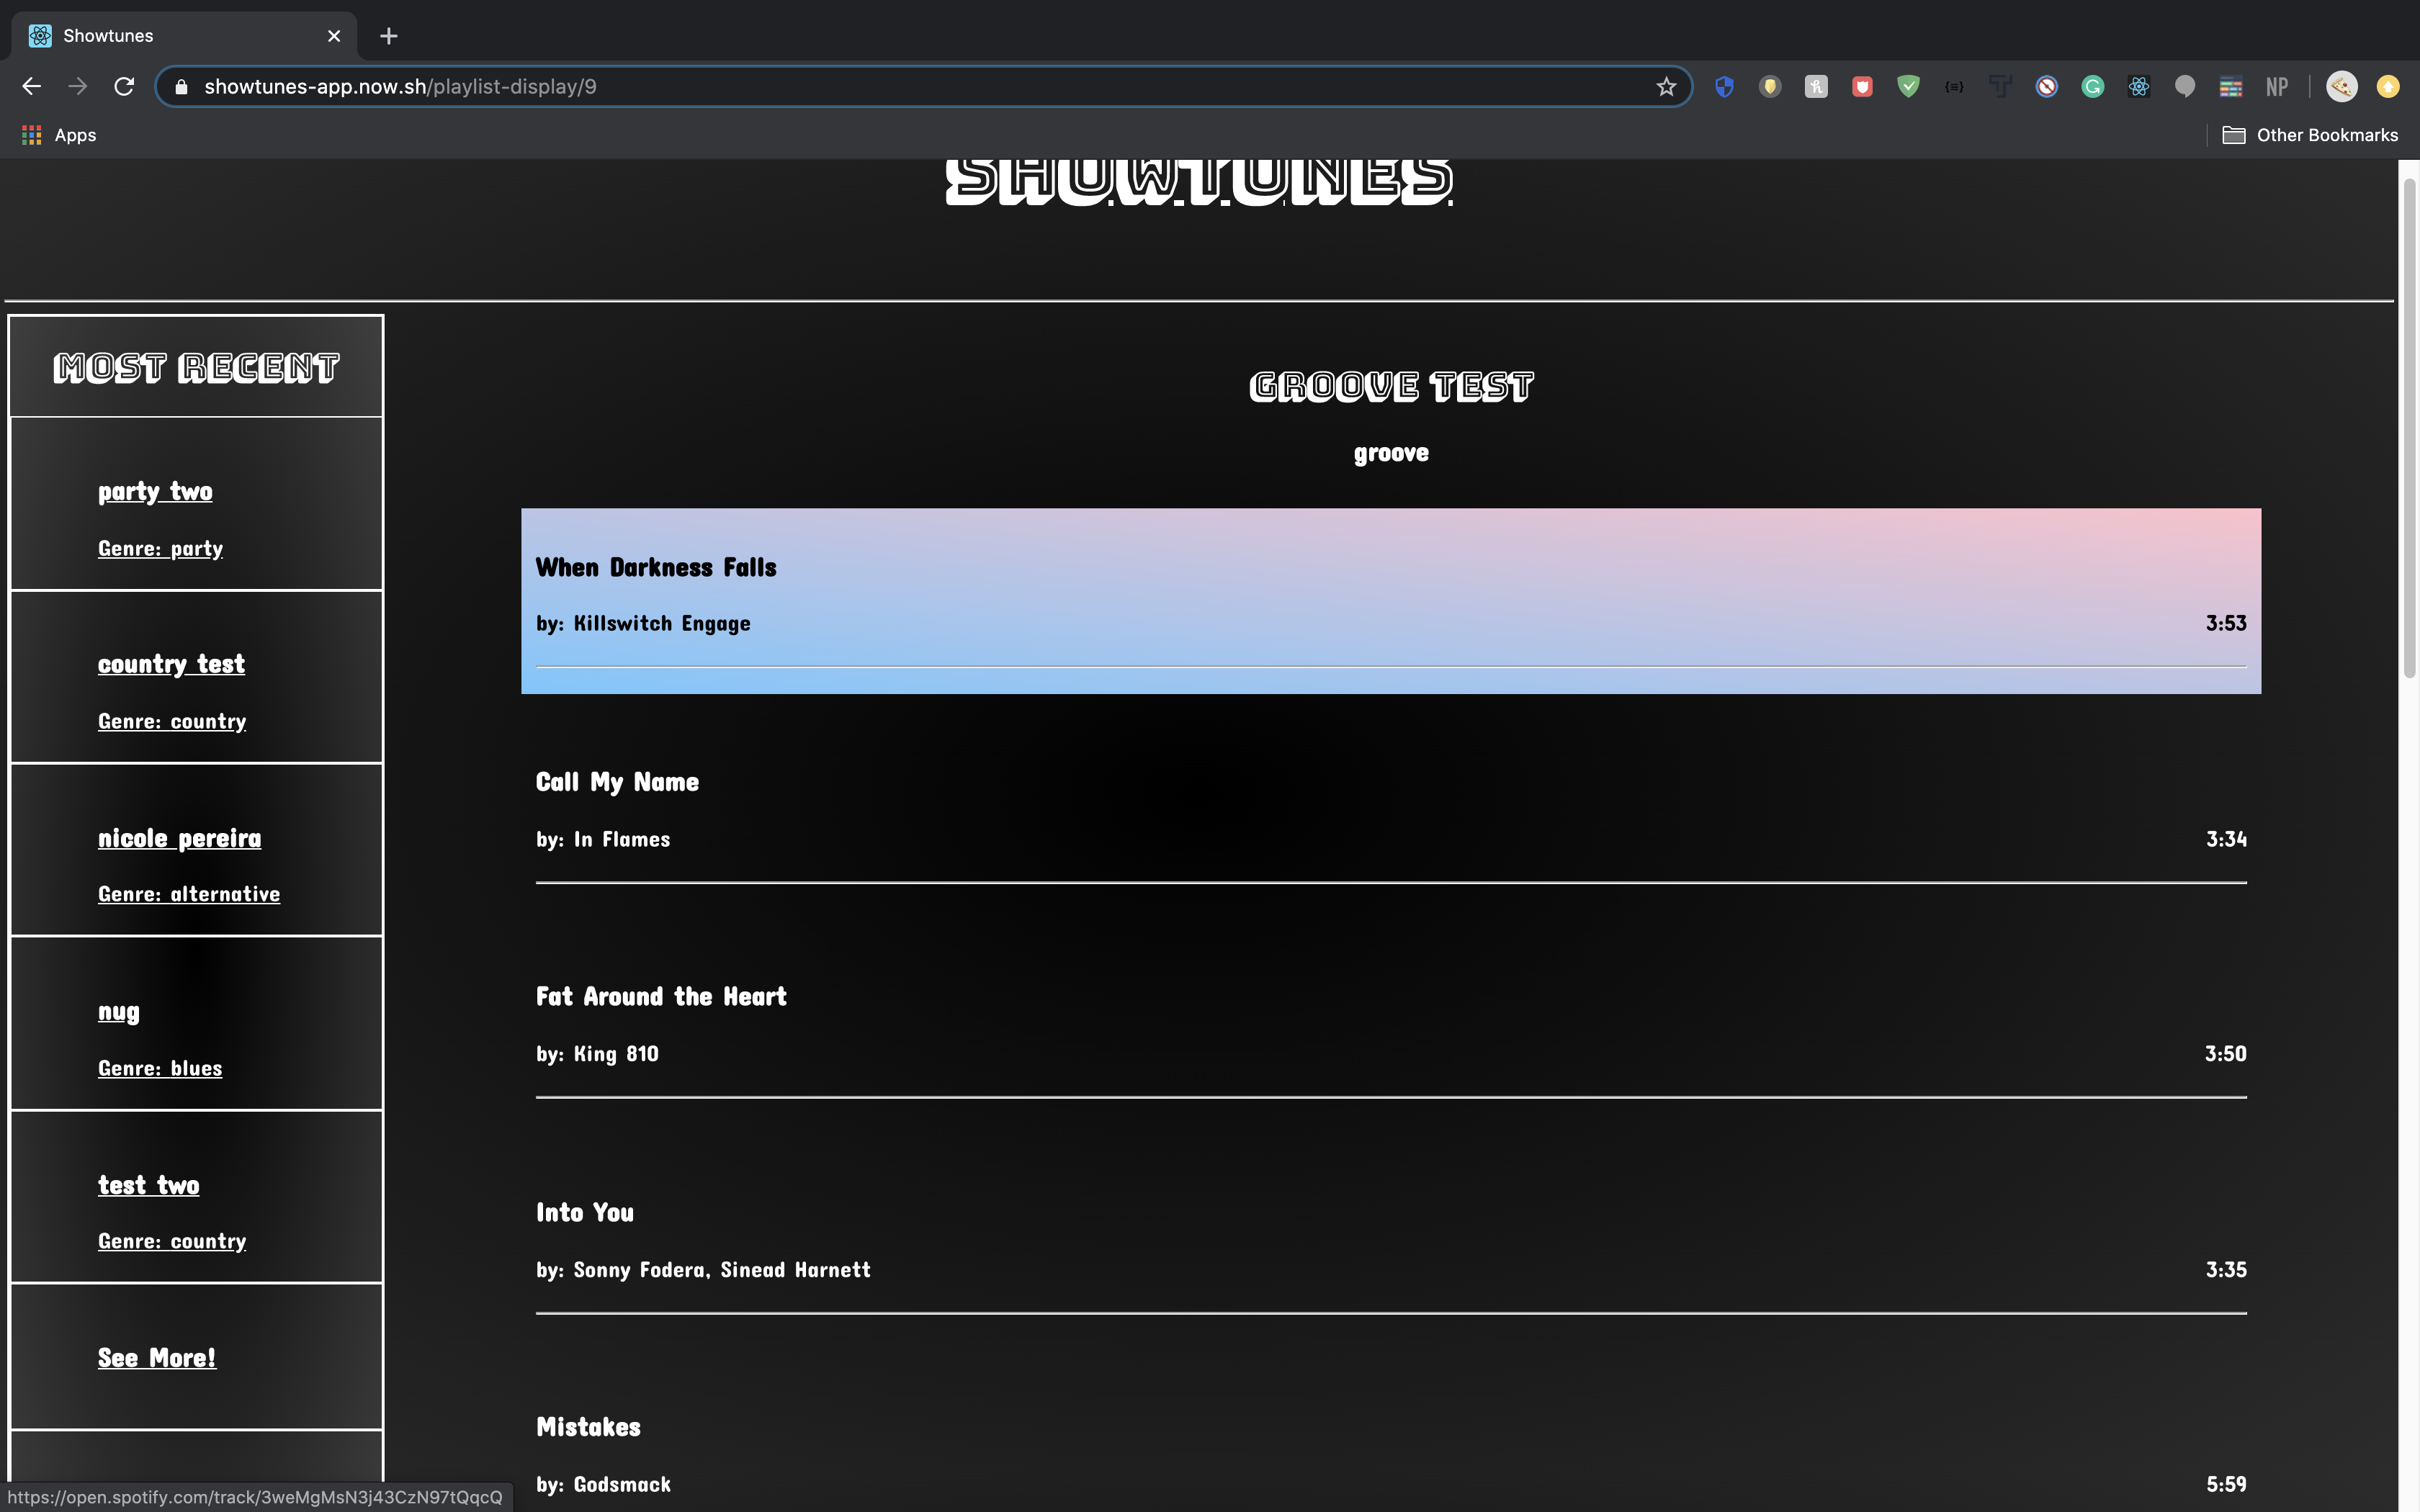 Showtunes
showtunes-app.now.sh/playlist-display/9
NP
Apps
Other Bookmarks
SHOWTUNES
MOST RECENT
party two
Genre: party
country test
Genre: country
nicole pereira
Genre: alternative
nug
Genre: blues
test two
Genre: country
See More!
GROOVE TEST
groove
When Darkness Falls
by: Killswitch Engage 3:53
Call My Name
by: In Flames 3:34
Fat Around the Heart
by: King 810 3:50
Into You
by: Sonny Fodera, Sinead Harnett 3:35
Mistakes
by: Godsmack 5:59
https://open.spotify.com/track/3weMgMsN3j43CzN97tQqcQ